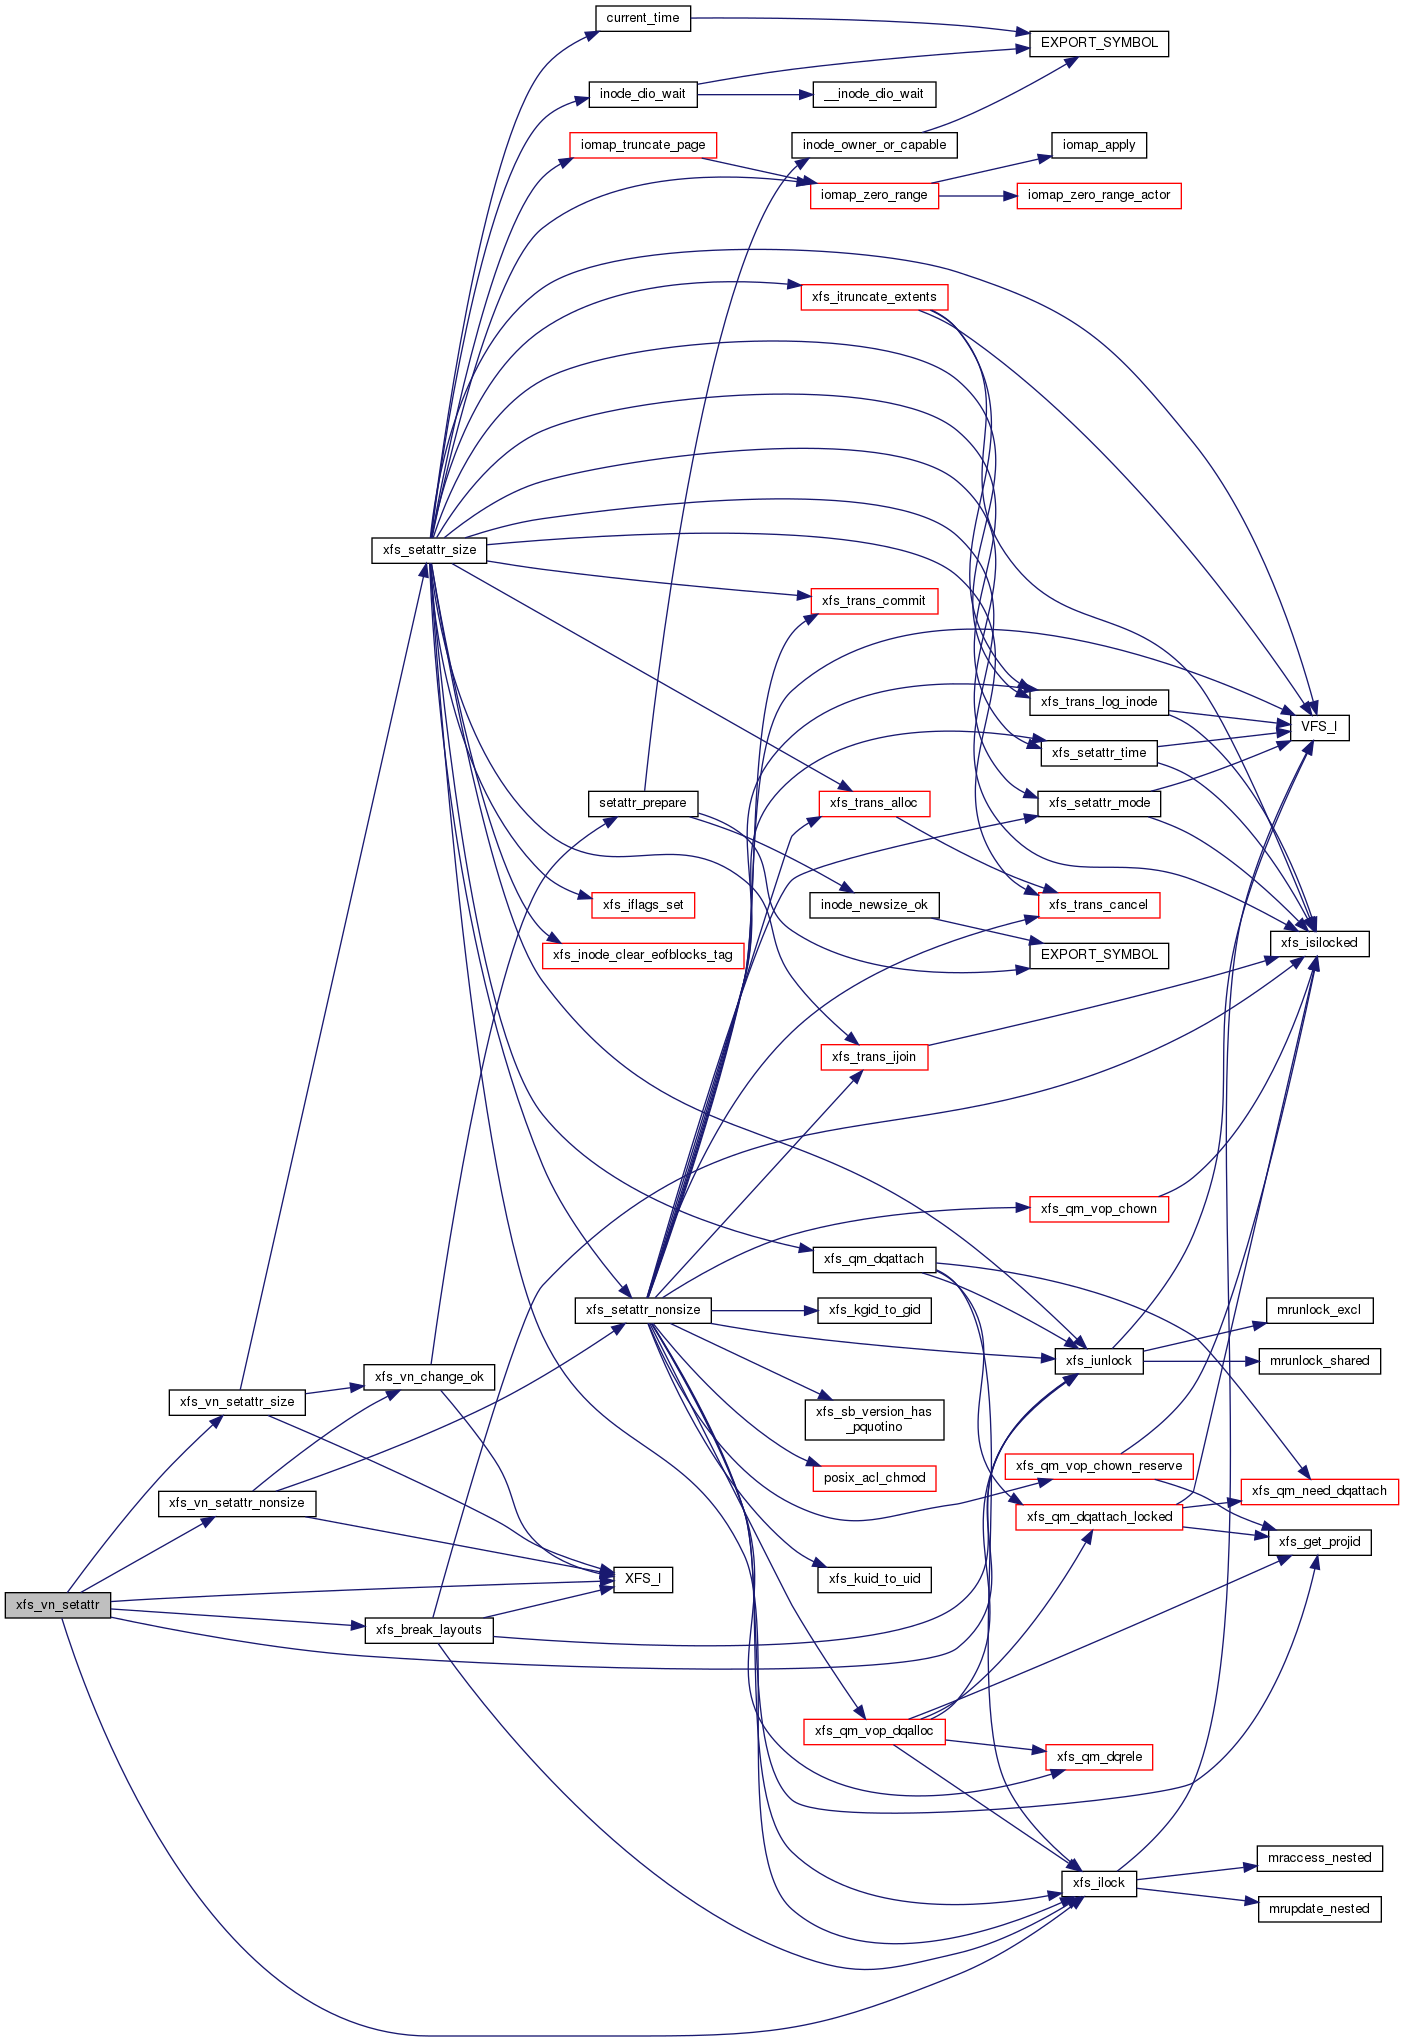 current_time
EXPORT_SYMBOL
inode_dio_wait
__inode_dio_wait
iomap_truncate_page
inode_owner_or_capable
iomap_apply
iomap_zero_range
iomap_zero_range_actor
xfs_itruncate_extents
xfs_setattr_size
xfs_trans_commit
xfs_trans_log_inode
VFS_I
xfs_setattr_time
setattr_prepare
xfs_trans_alloc
xfs_setattr_mode
xfs_iflags_set
inode_newsize_ok
xfs_trans_cancel
xfs_inode_clear_eofblocks_tag
EXPORT_SYMBOL
xfs_isilocked
xfs_trans_ijoin
xfs_qm_vop_chown
xfs_qm_dqattach
xfs_setattr_nonsize
xfs_kgid_to_gid
mrunlock_excl
xfs_iunlock
mrunlock_shared
xfs_vn_change_ok
xfs_vn_setattr_size
xfs_sb_version_has
_pquotino
xfs_qm_vop_chown_reserve
posix_acl_chmod
xfs_qm_need_dqattach
xfs_vn_setattr_nonsize
xfs_qm_dqattach_locked
xfs_get_projid
XFS_I
xfs_kuid_to_uid
xfs_vn_setattr
xfs_break_layouts
xfs_qm_vop_dqalloc
xfs_qm_dqrele
mraccess_nested
xfs_ilock
mrupdate_nested